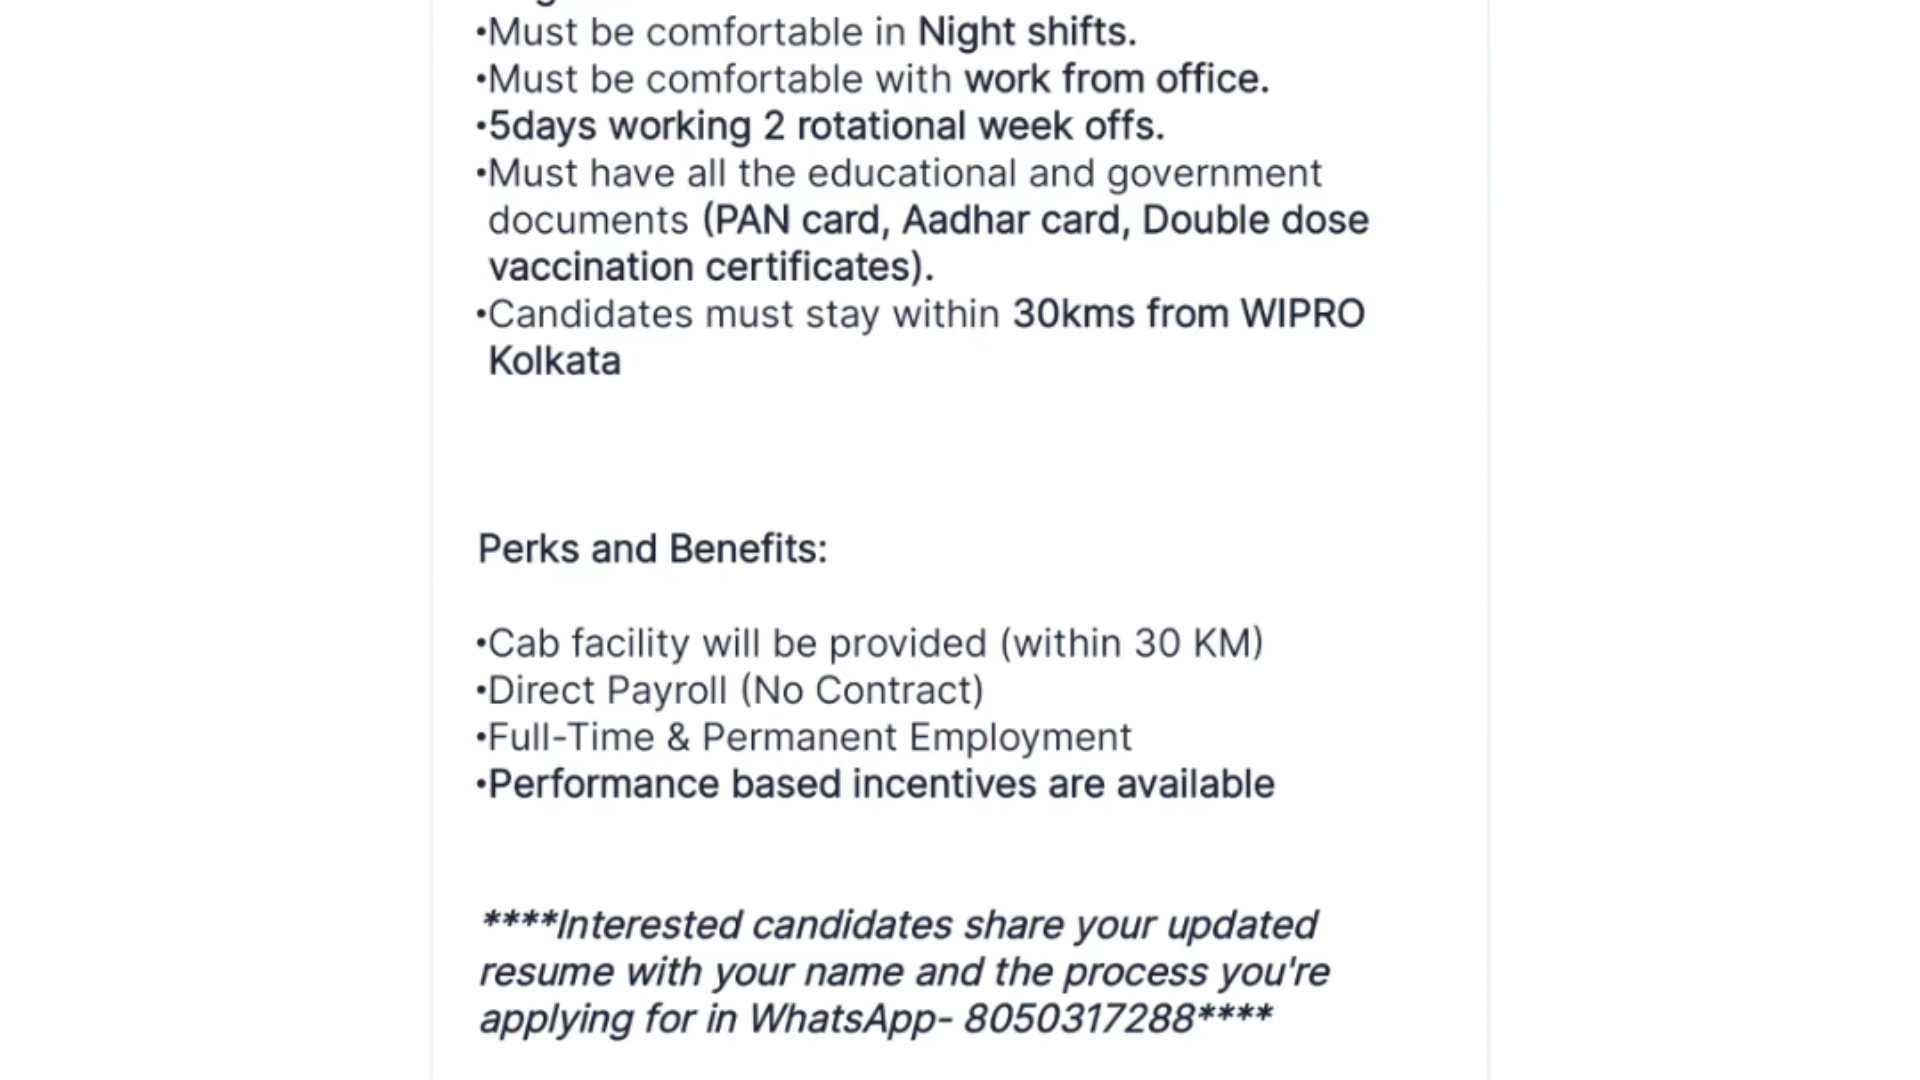 •Must be comfortable in Night shifts.
•Must be comfortable with work from office.
•5days working 2 rotational week offs.
•Must have all the educational and government
documents (PAN card, Aadhar card, Double dose
vaccination certificates).
•Candidates must stay within 30kms from WIPRO
Kolkata
Perks and Benefits:
•Cab facility will be provided (within 30 KM)
•Direct Payroll (No Contract)
•Full-Time & Permanent Employment
•Performance based incentives are available
****Interested candidates share your updated
resume with your name and the process you're
applying for in WhatsApp- 8050317288****